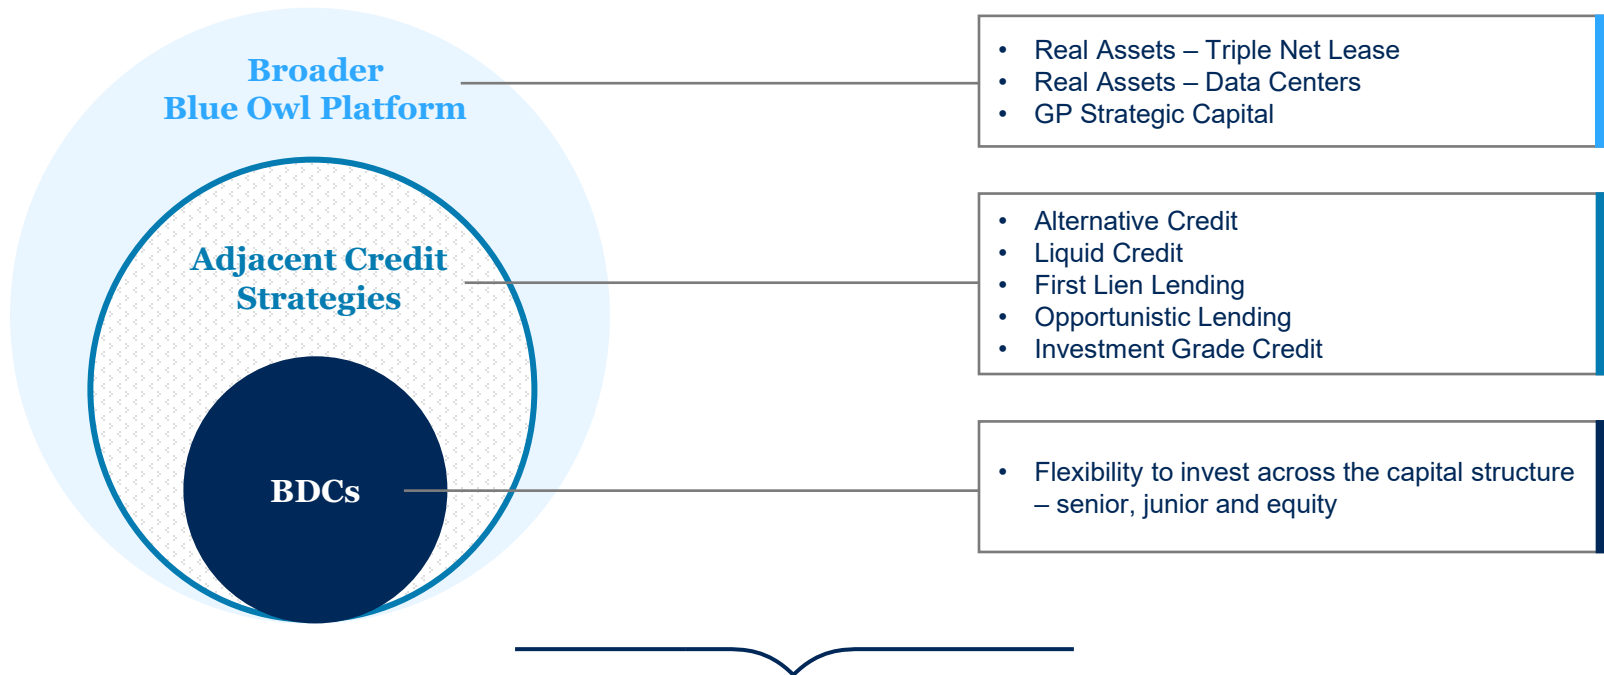 Broader
Blue Owl Platform
• Real Assets – Triple Net Lease
• Real Assets – Data Centers
• GP Strategic Capital
Adjacent Credit
Strategies
• Alternative Credit
• Liquid Credit
• First Lien Lending
• Opportunistic Lending
• Investment Grade Credit
BDCs
• Flexibility to invest across the capital structure
– senior, junior and equity